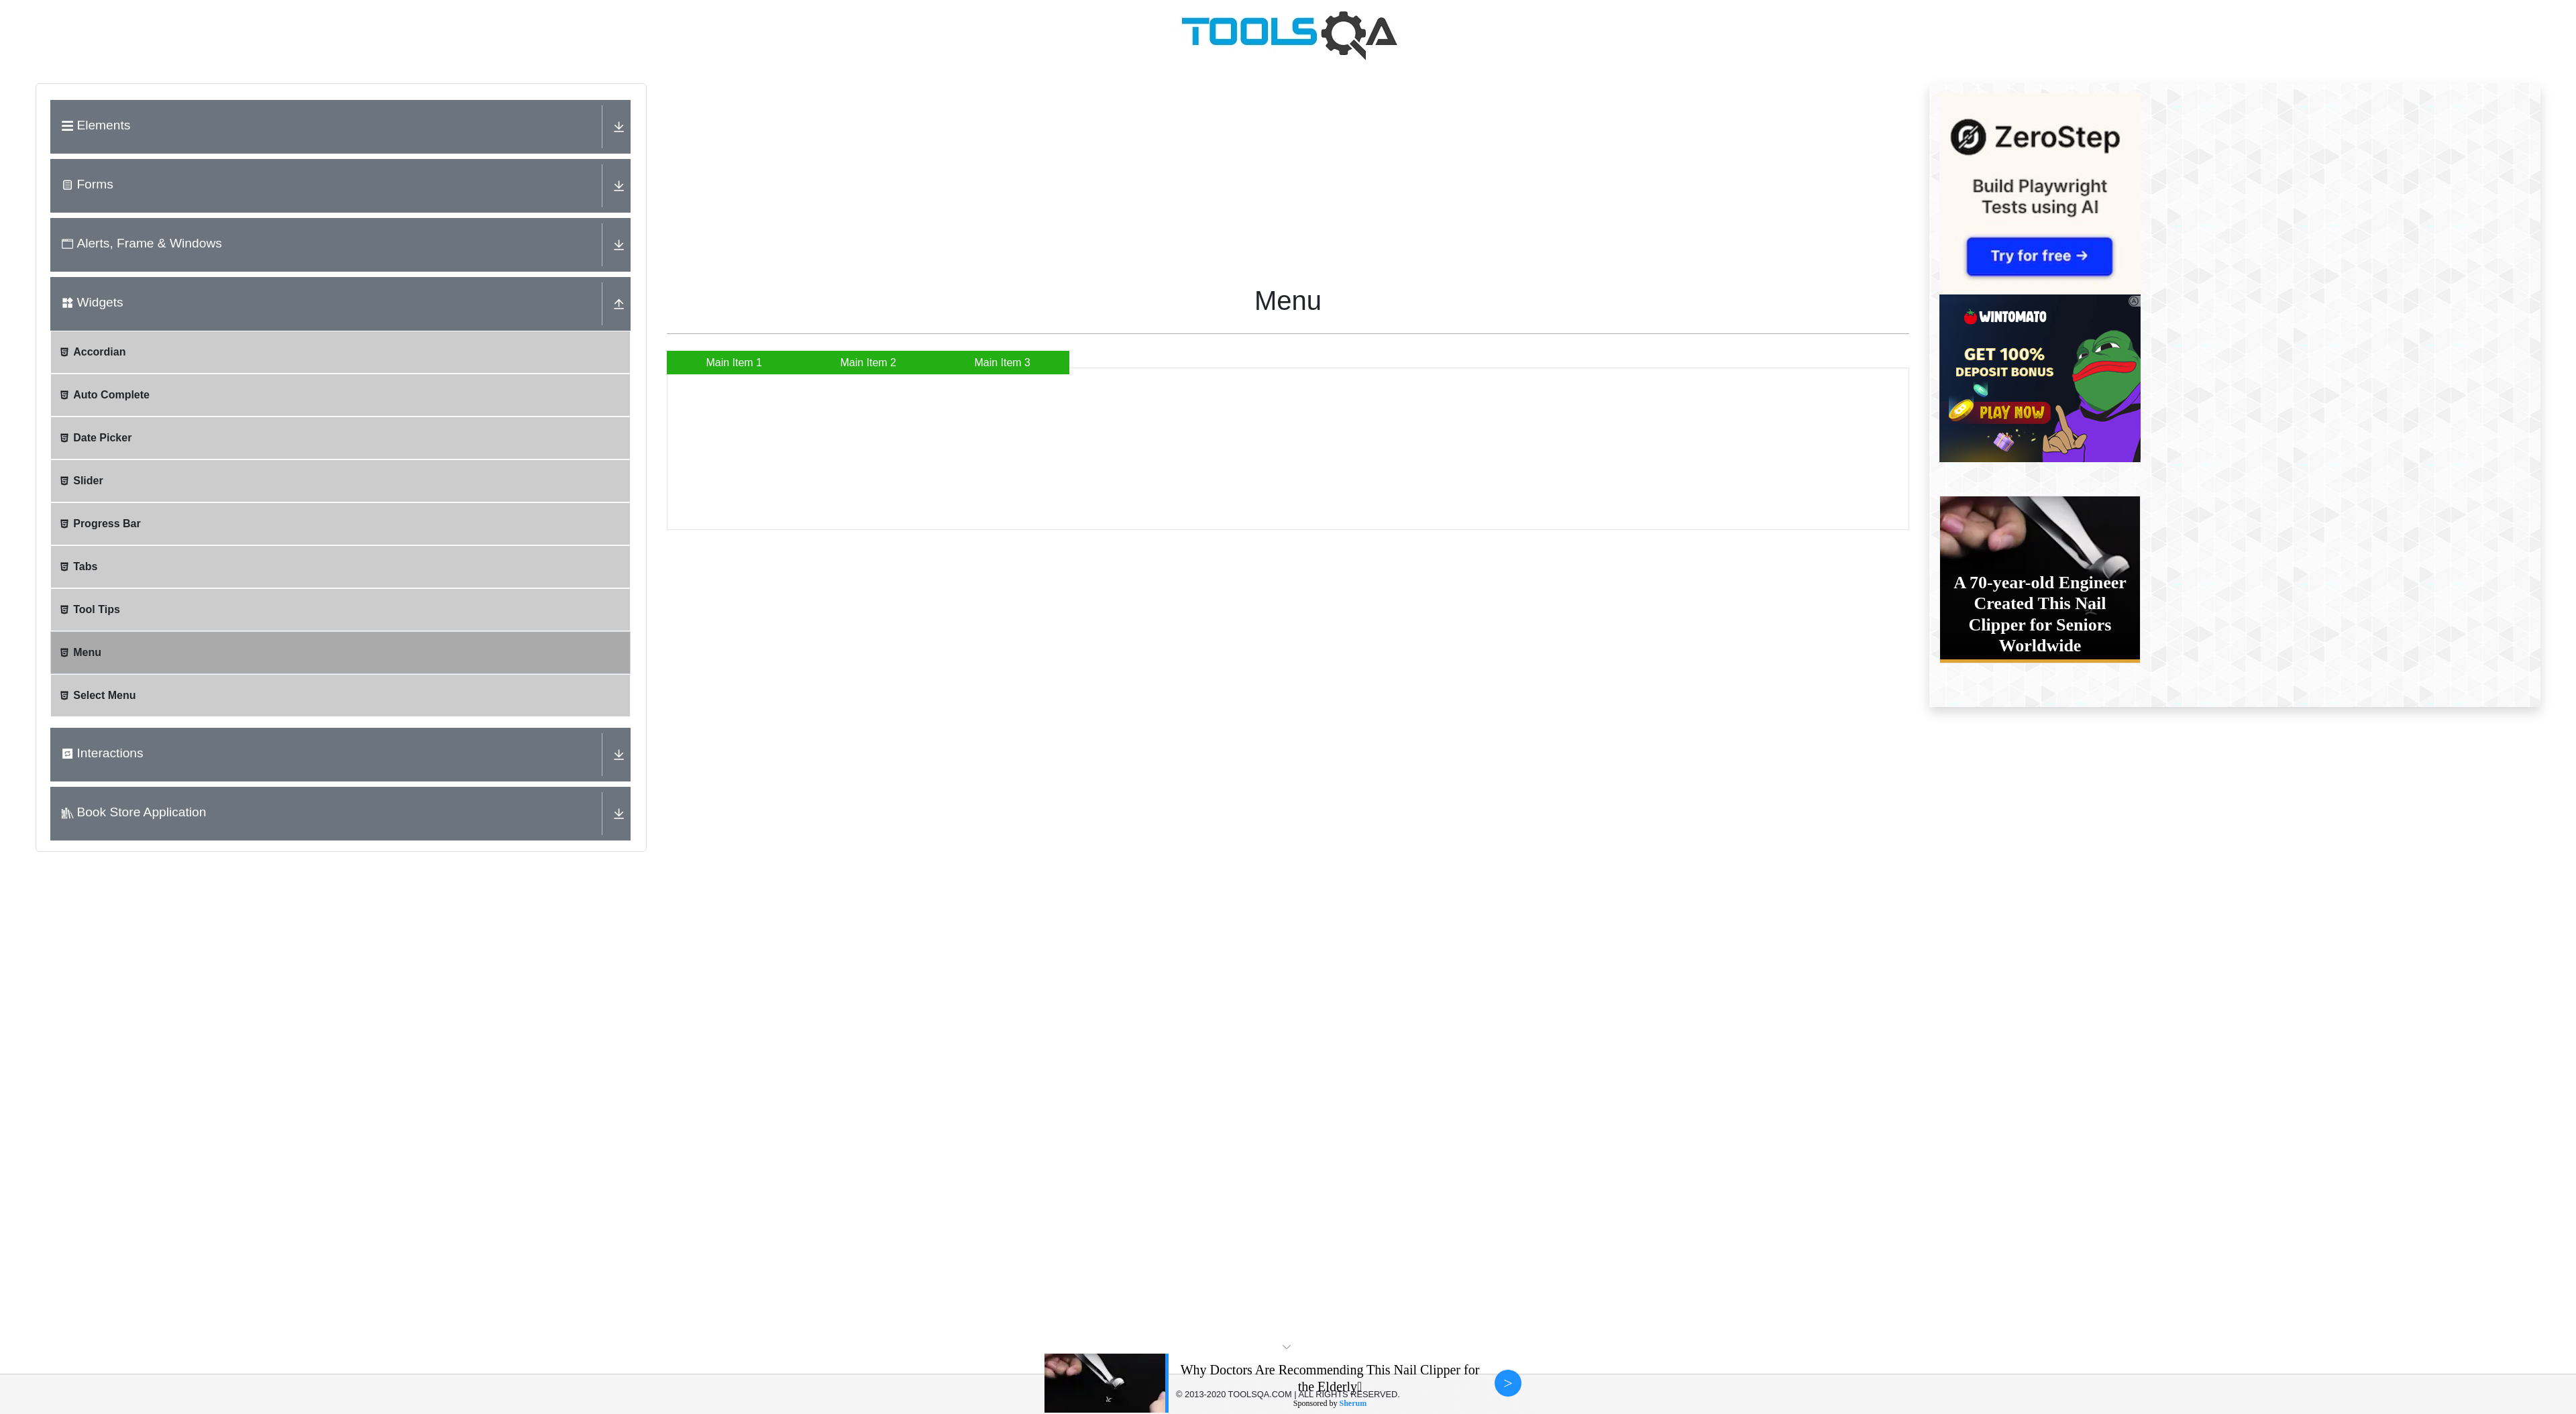 TOOLSQA
Elements
Forms
Alerts, Frame & Windows
Widgets
Accordian
Auto Complete
Date Picker
Slider
Progress Bar
Tabs
Tool Tips
Menu
Select Menu
Interactions
Book Store Application
Menu
Main Item 1
Main Item 2
Main Item 3
ZeroStep
Build Playwright
Tests using AI
Try for free →
WINTOMATO
GET 100%
DEPOSIT BONUS
PLAY NOW
A 70-year-old Engineer
Created This Nail
Clipper for Seniors
Worldwide
Why Doctors Are Recommending This Nail Clipper for
the Elderly
© 2013-2020 TOOLSQA.COM | ALL RIGHTS RESERVED.
Sponsored by Sherum
>